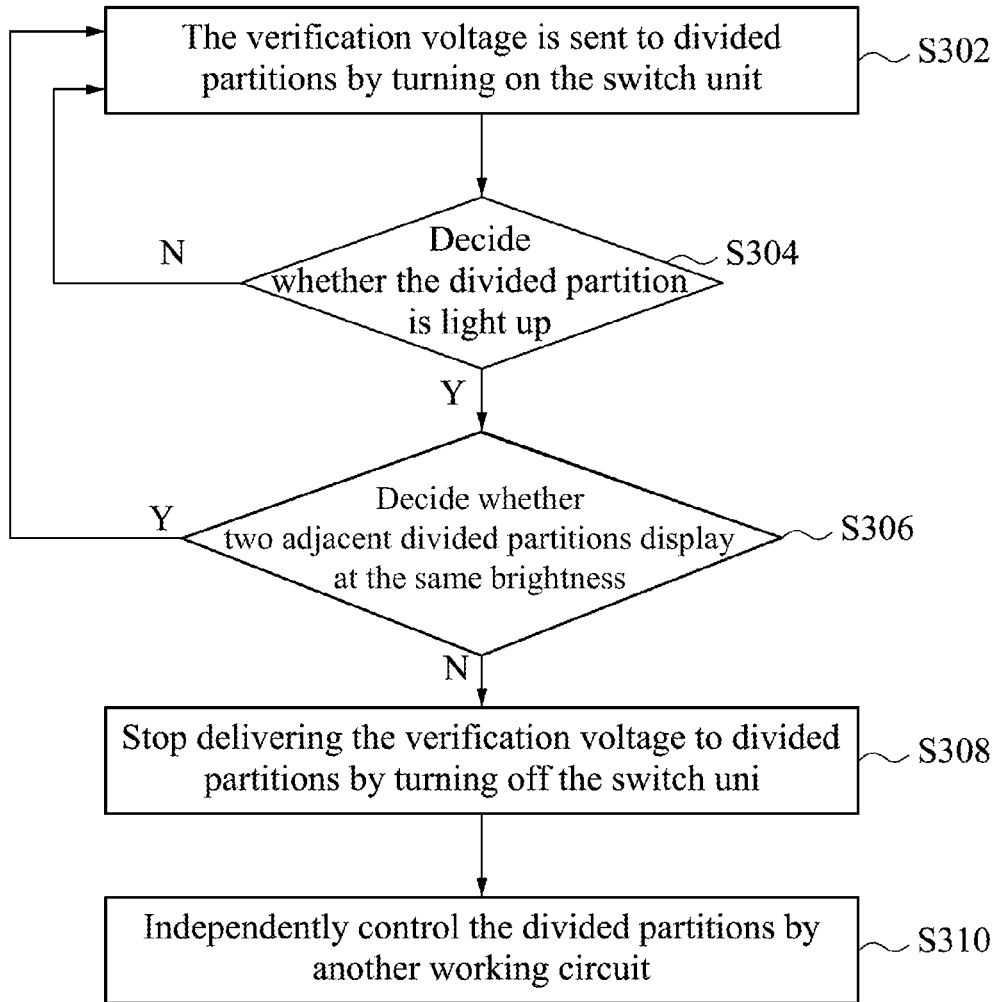 The verification voltage is sent to divided
partitions by turning on the switch unit
S302
Decide
whether the divided partition
is light up
S304
N
Y
Decide whether
two adjacent divided partitions display
at the same brightness
S306
Y
N
Stop delivering the verification voltage to divided
partitions by turning off the switch uni
S308
Independently control the divided partitions by
another working circuit
S310